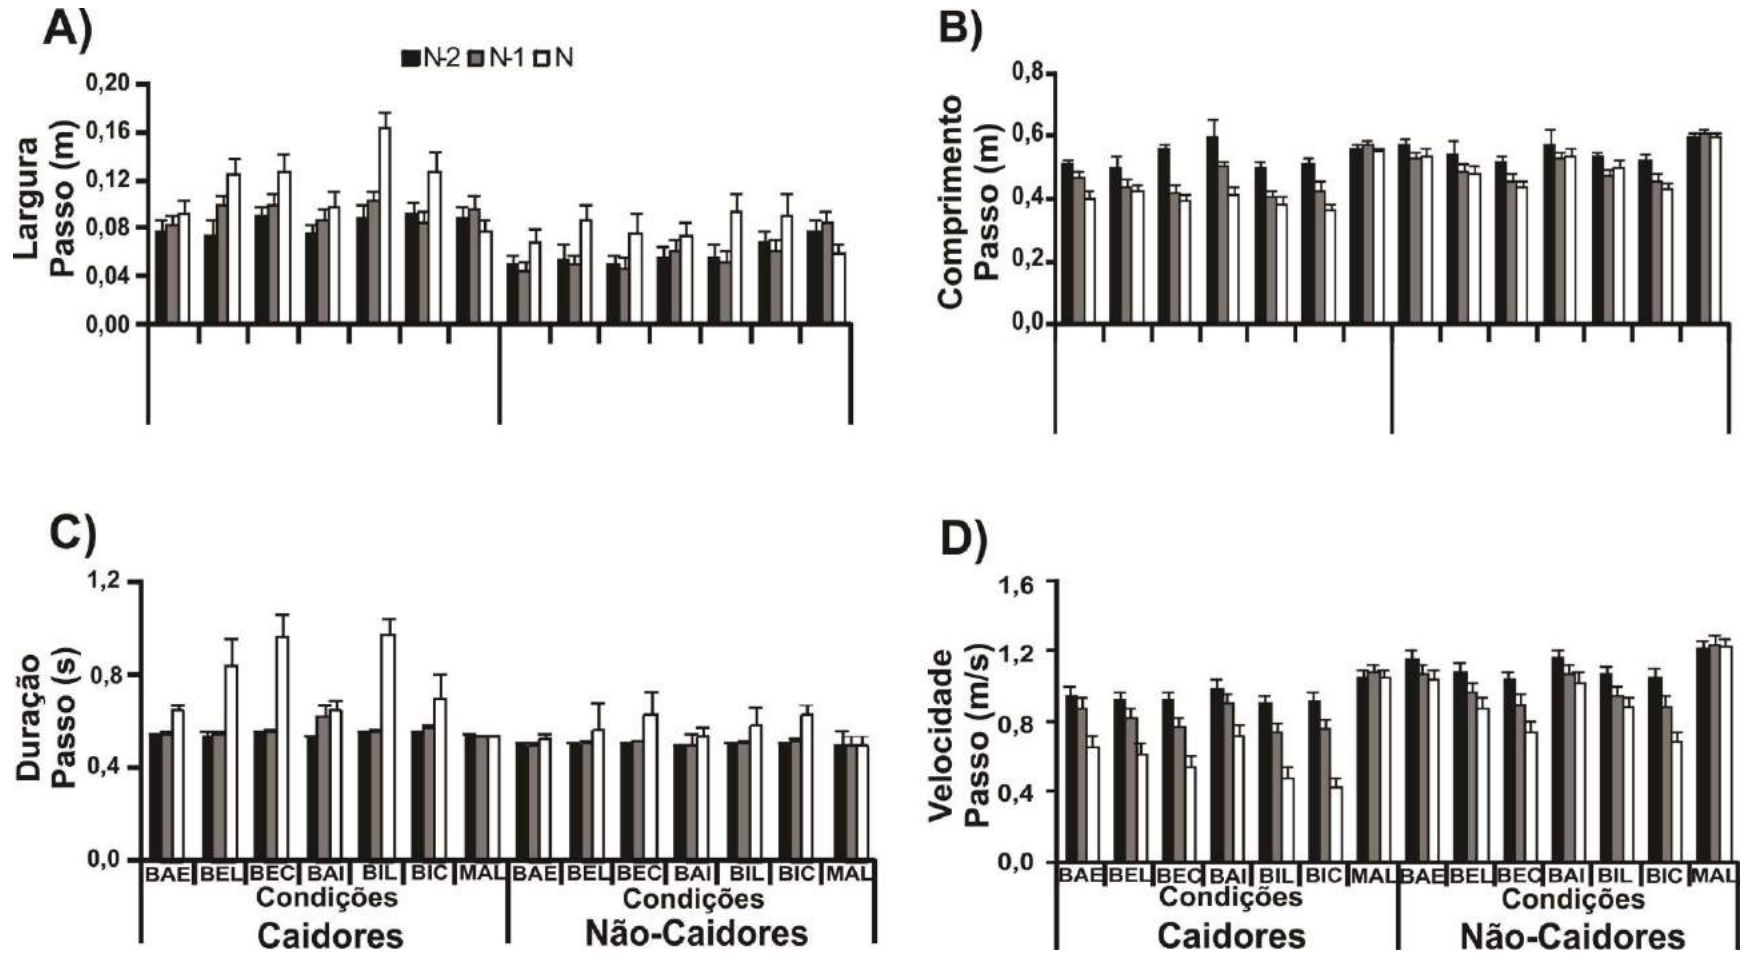 A)
N-2 N-1 N
0,20
0,16
0,12
0,08
0,04
0,00
Largura
Passo (m)
B)
0,8
0,6
0,4
0,2
0,0
Comprimento
Passo (m)
C)
1,2
0,8
0,4
0,0
Duração
Passo (s)
BAE BEL BEC BAI BIL BIC MAL BAE BEL BEC BAI BIL BIC MAL
Condições Condições
Caidores Não-Caidores
D)
1,6
1,2
0,8
0,4
0,0
Velocidade
Passo (m/s)
BAE BEL BEC BAI BIL BIC MAL BAE BEL BEC BAI BIL BIC MAL
Condições Condições
Caidores Não-Caidores